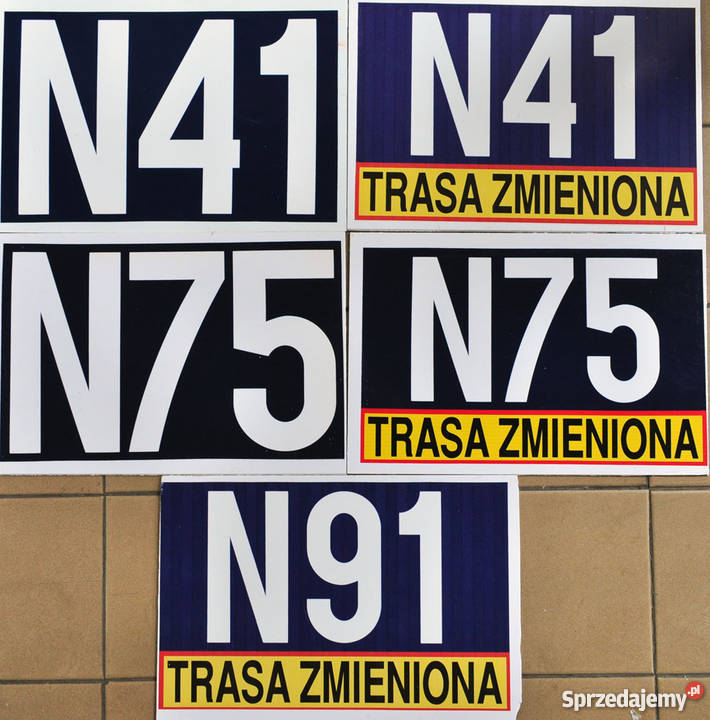 N41
N41
TRASA ZMIENIONA
N75
N75
TRASA ZMIENIONA
N91
TRASA ZMIENIONA
Sprzedajemy.pl